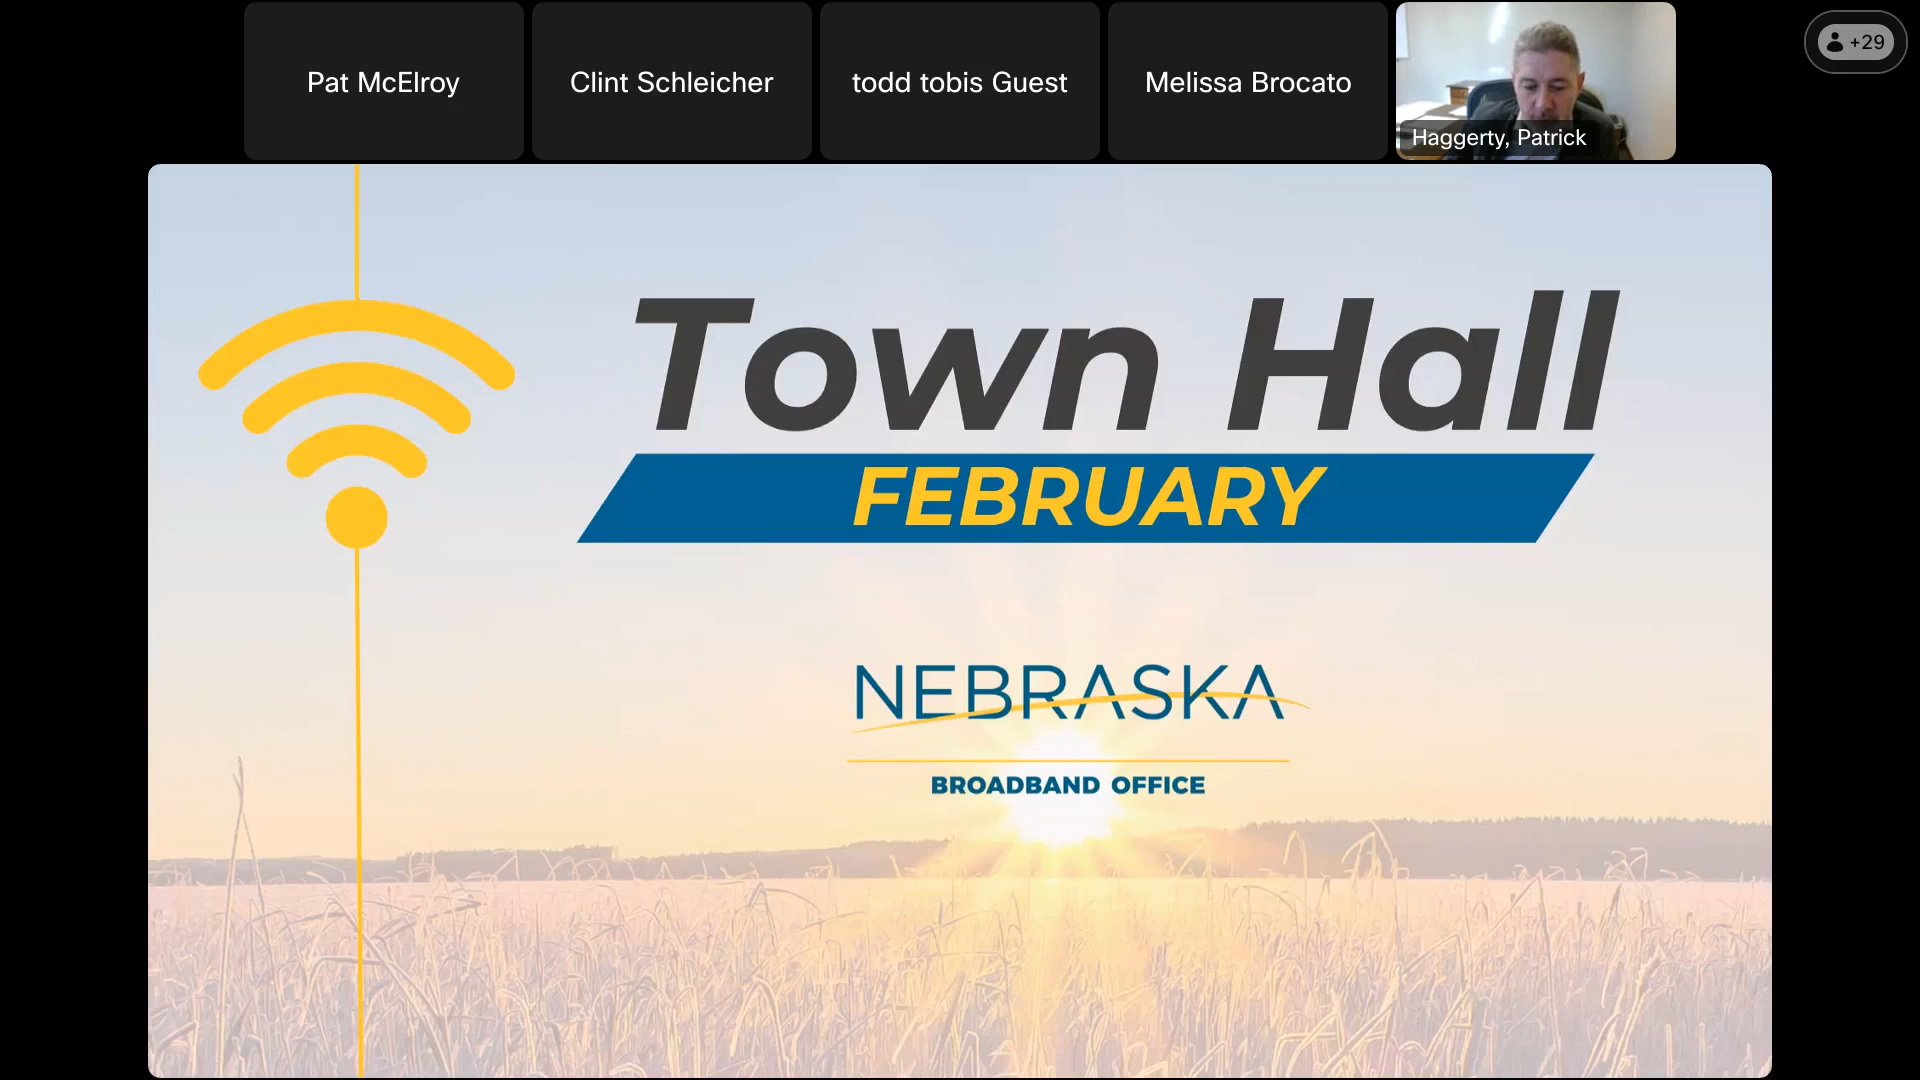 Pat McElroy
Clint Schleicher
todd tobis Guest
Melissa Brocato
Haggerty, Patrick
+29
Town Hall
FEBRUARY
NEBRASKA
BROADBAND OFFICE